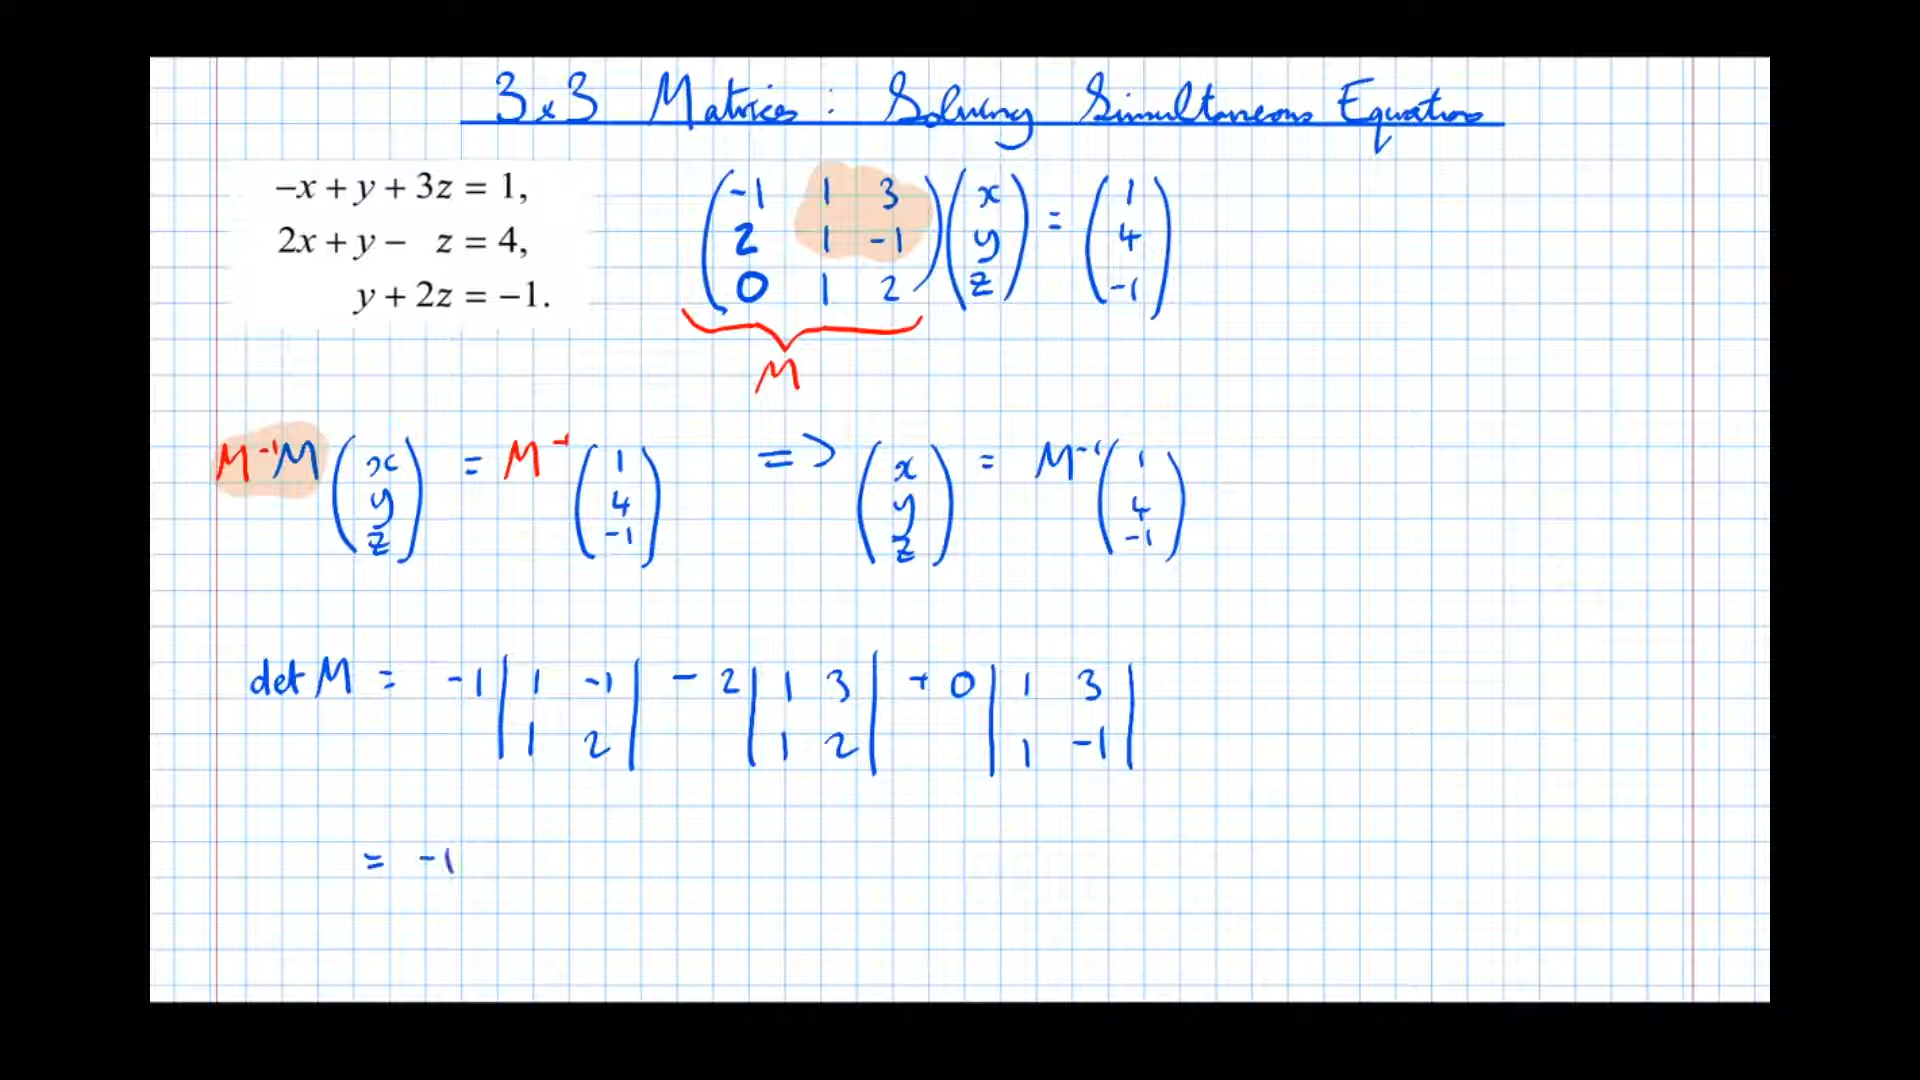 3x3 Matrices : Solving Simultaneous Equations
−x + y + 3z = 1,
2x + y − z = 4,
y + 2z = −1.
(-1 1 3) (x) = (1)
(2 1 -1) (y) (4)
(0 1 2) (z) (-1)
M
M⁻¹M (x) = M⁻¹ (1) => (x) = M⁻¹ (1)
(y) (4) (y) (4)
(z) (-1) (z) (-1)
det M = -1 | 1 -1 | - 2 | 1 3 | + 0 | 1 3 |
| 1 2 | | 1 2 | | 1 -1 |
= -1